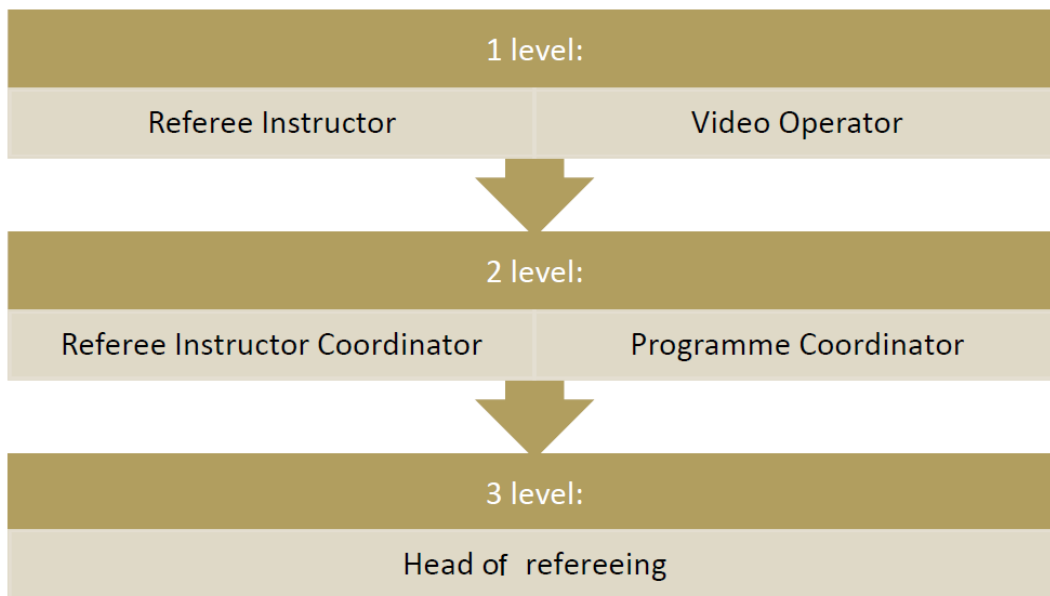 1 level:
Referee Instructor
Video Operator
2 level:
Referee Instructor Coordinator
Programme Coordinator
3 level:
Head of refereeing